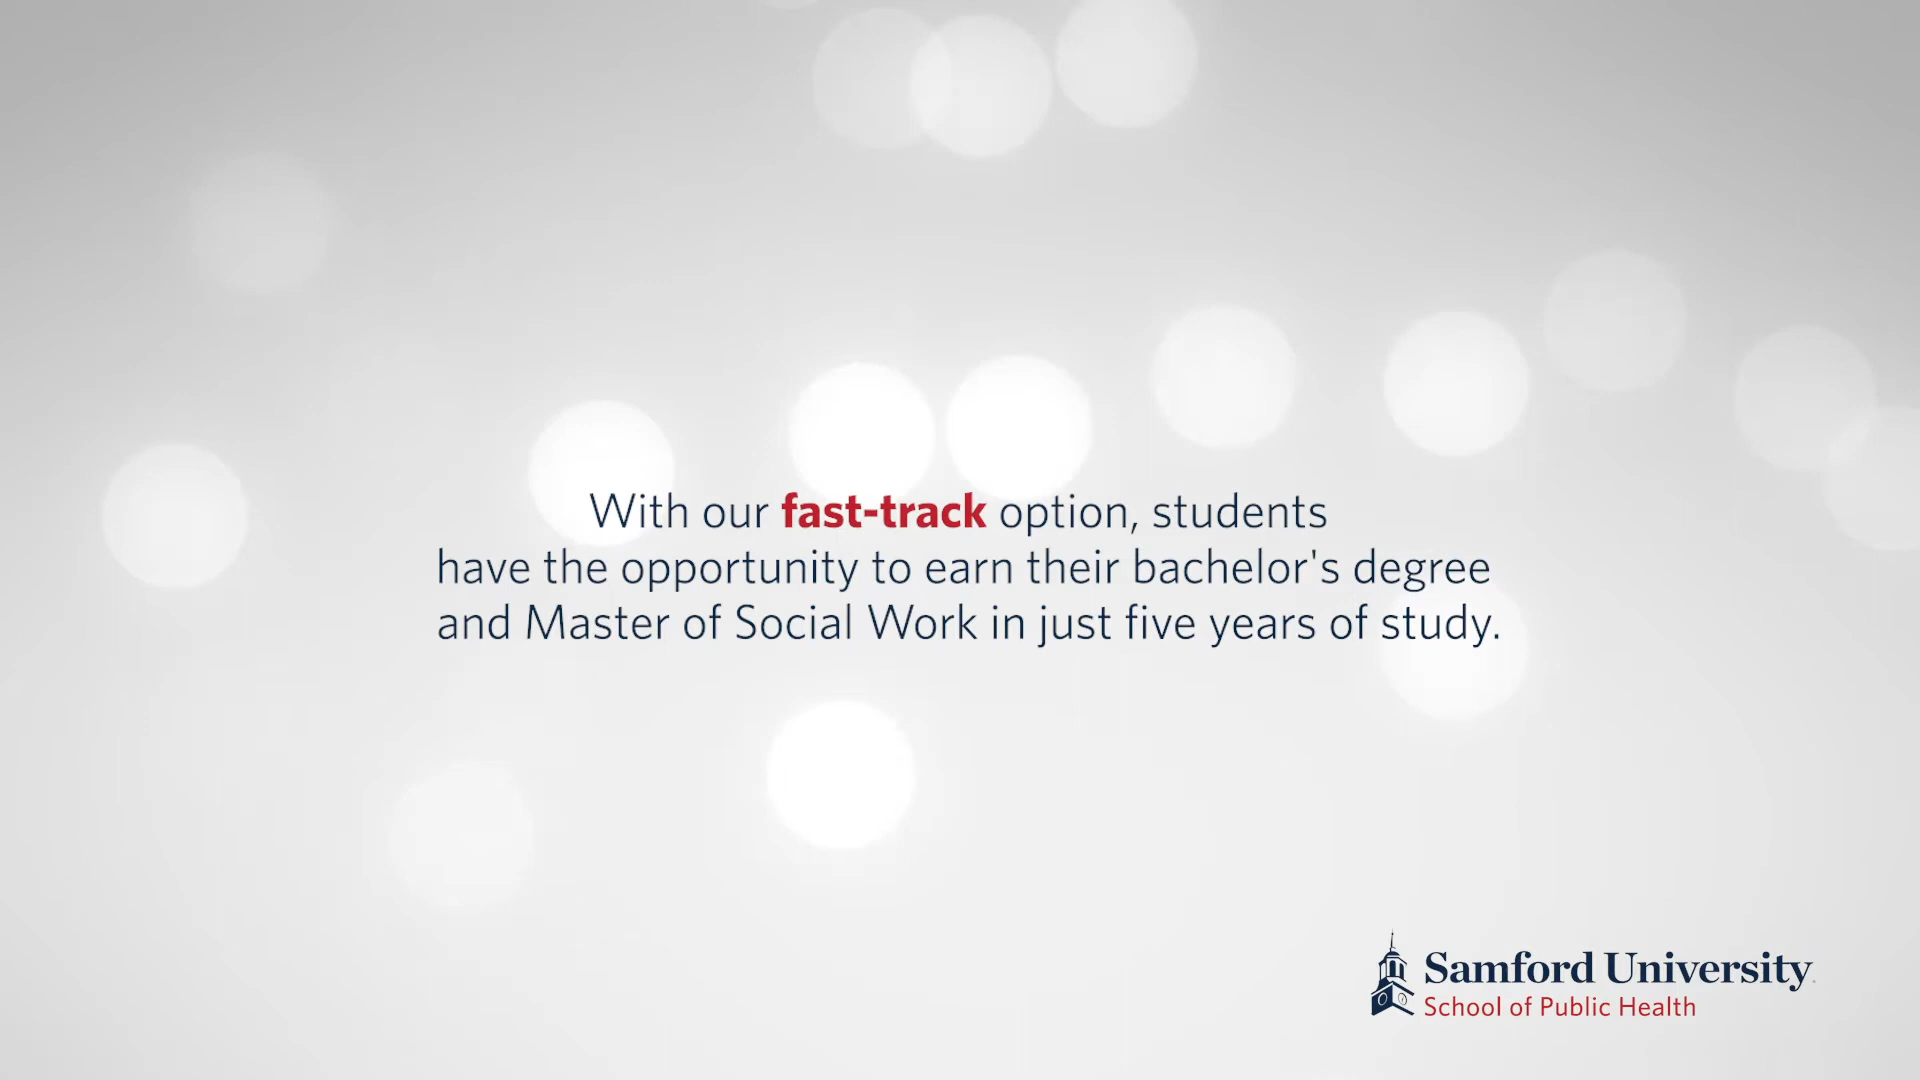 With our fast-track option, students
have the opportunity to earn their bachelor's degree
and Master of Social Work in just five years of study.
Samford University
School of Public Health